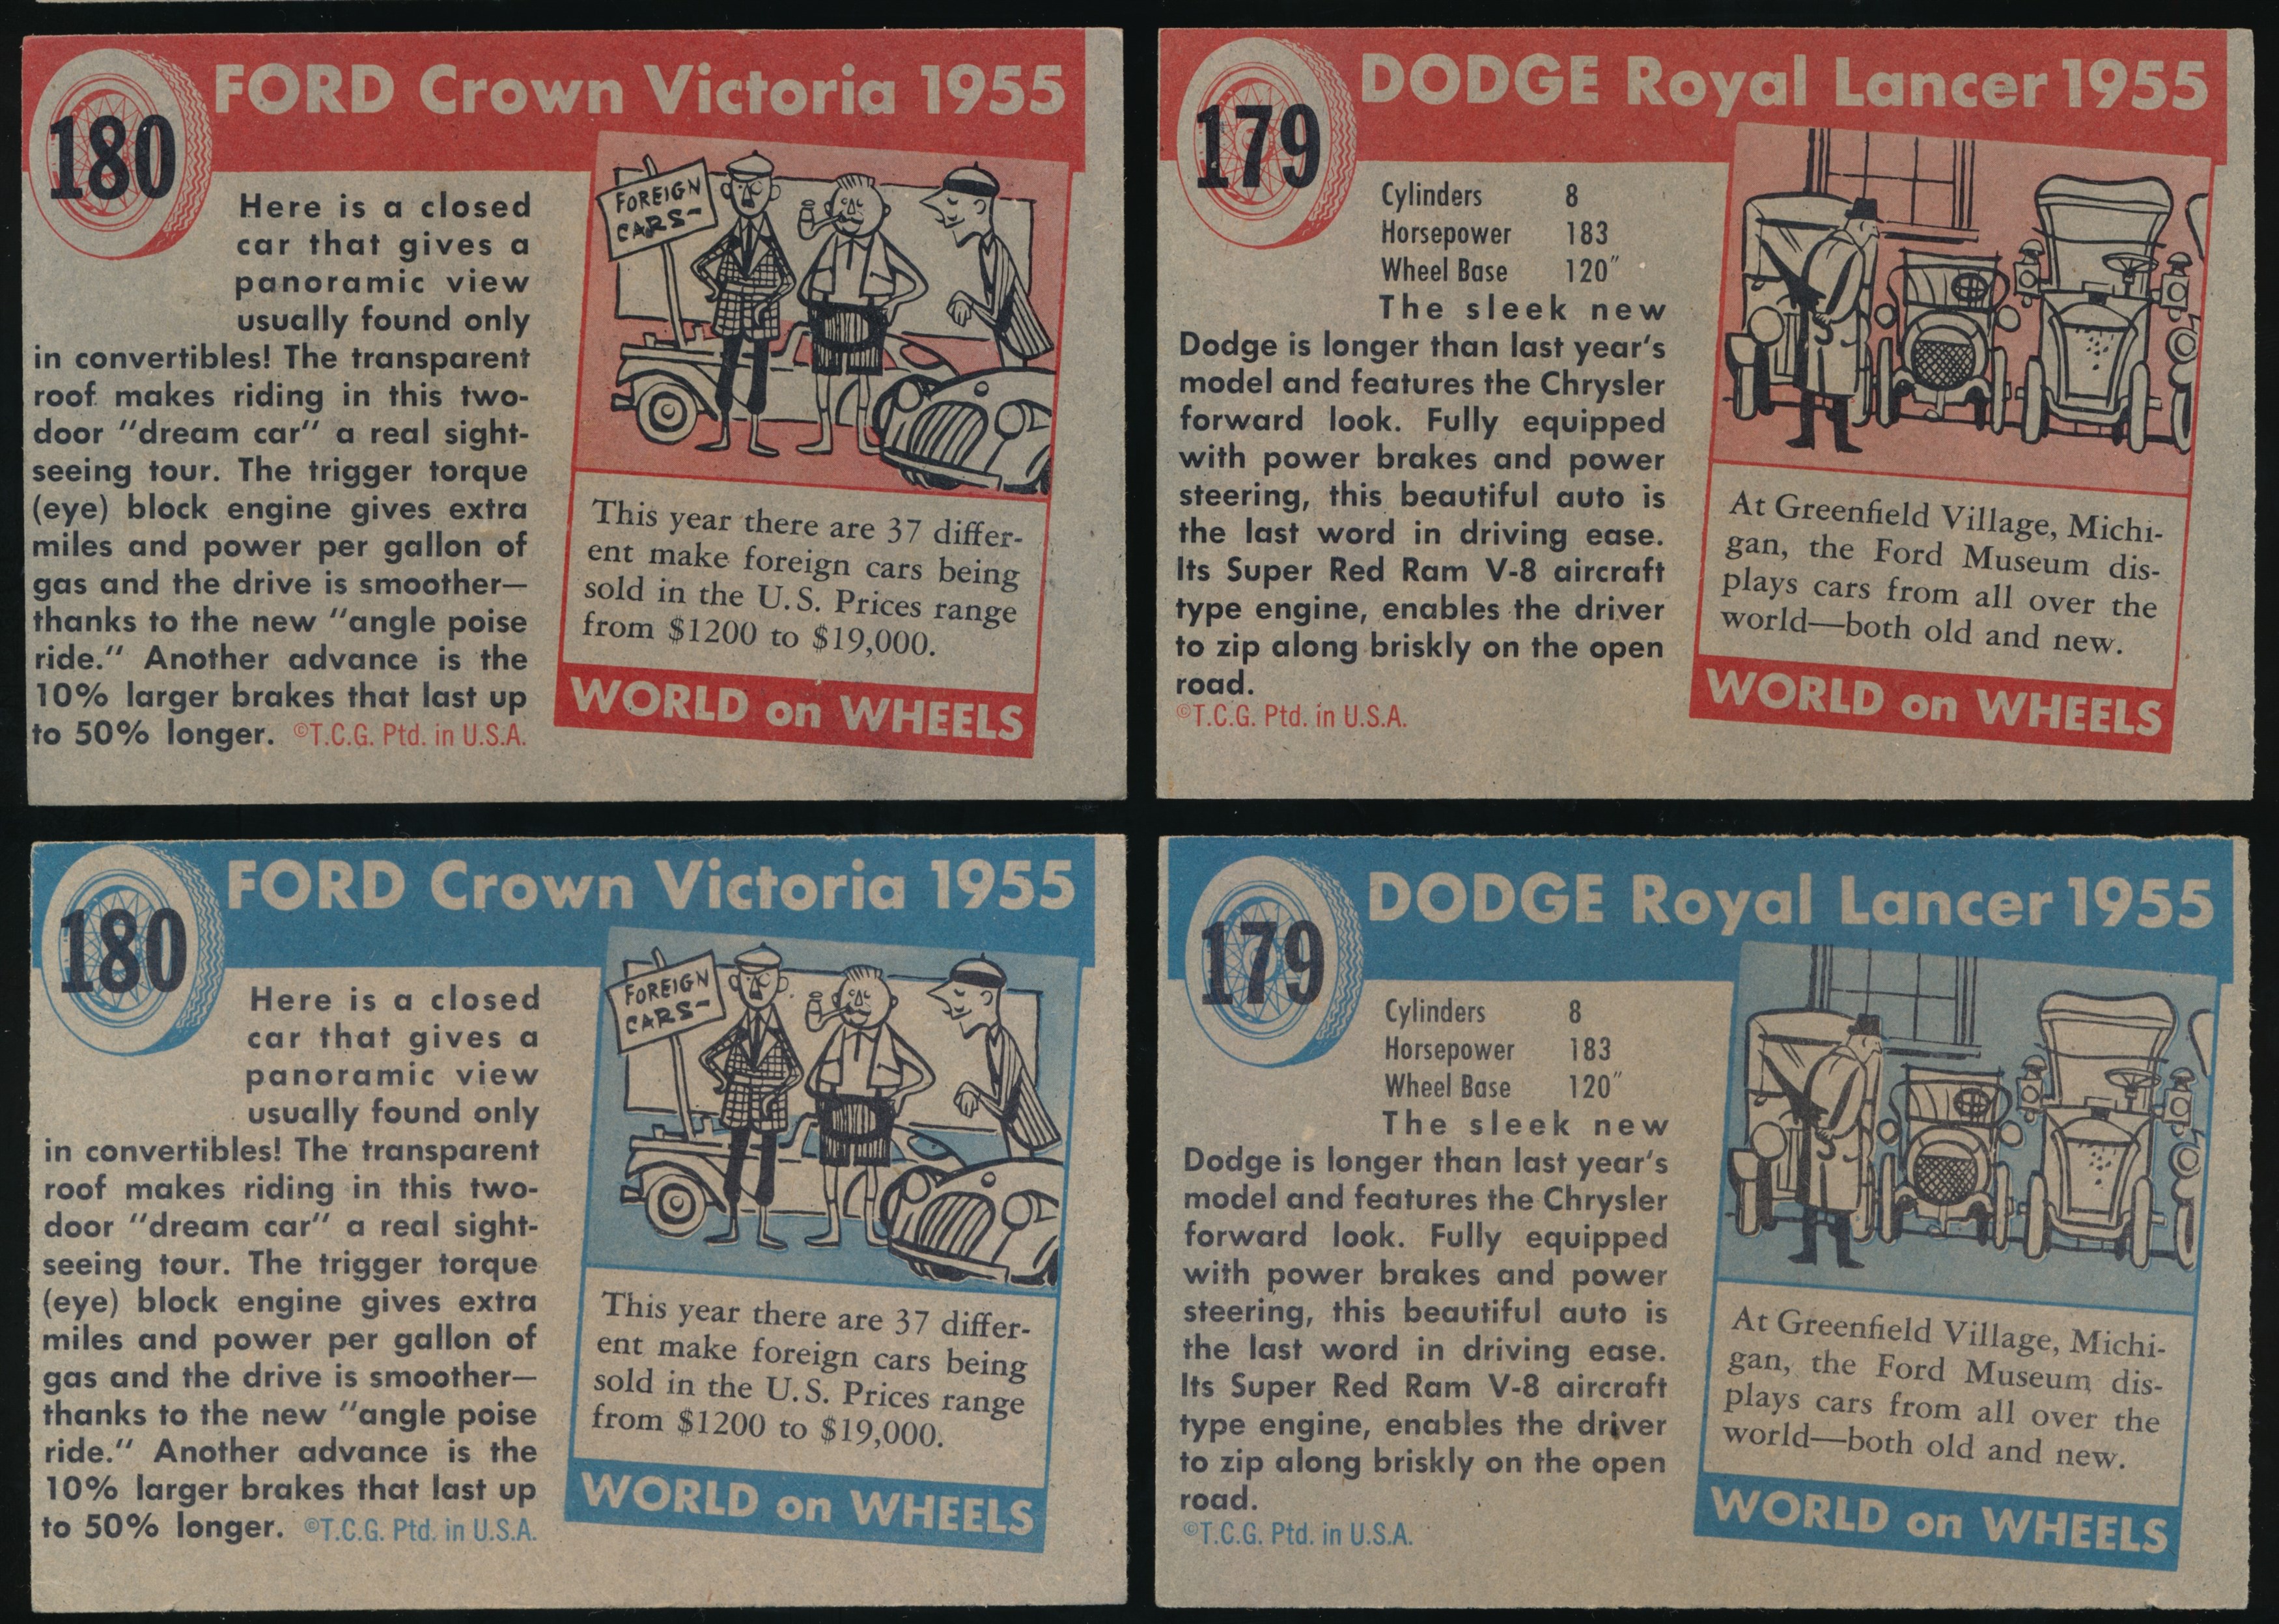 180
FORD Crown Victoria 1955
Here is a closed
car that gives a
panoramic view
usually found only
in convertibles! The transparent
roof makes riding in this two-
door "dream car" a real sight-
seeing tour. The trigger torque
(eye) block engine gives extra
miles and power per gallon of
gas and the drive is smoother—
thanks to the new "angle poise
ride." Another advance is the
10% larger brakes that last up
to 50% longer. ©T.C.G. Ptd. in U.S.A.
FOREIGN
CARS-
This year there are 37 differ-
ent make foreign cars being
sold in the U.S. Prices range
from $1200 to $19,000.
WORLD on WHEELS
179
DODGE Royal Lancer 1955
Cylinders 8
Horsepower 183
Wheel Base 120"
The sleek new
Dodge is longer than last year's
model and features the Chrysler
forward look. Fully equipped
with power brakes and power
steering, this beautiful auto is
the last word in driving ease.
Its Super Red Ram V-8 aircraft
type engine, enables the driver
to zip along briskly on the open
road.
©T.C.G. Ptd. in U.S.A.
At Greenfield Village, Michi-
gan, the Ford Museum dis-
plays cars from all over the
world—both old and new.
WORLD on WHEELS
180
FORD Crown Victoria 1955
Here is a closed
car that gives a
panoramic view
usually found only
in convertibles! The transparent
roof makes riding in this two-
door "dream car" a real sight-
seeing tour. The trigger torque
(eye) block engine gives extra
miles and power per gallon of
gas and the drive is smoother—
thanks to the new "angle poise
ride." Another advance is the
10% larger brakes that last up
to 50% longer. ©T.C.G. Ptd. in U.S.A.
FOREIGN
CARS-
This year there are 37 differ-
ent make foreign cars being
sold in the U.S. Prices range
from $1200 to $19,000.
WORLD on WHEELS
179
DODGE Royal Lancer 1955
Cylinders 8
Horsepower 183
Wheel Base 120"
The sleek new
Dodge is longer than last year's
model and features the Chrysler
forward look. Fully equipped
with power brakes and power
steering, this beautiful auto is
the last word in driving ease.
Its Super Red Ram V-8 aircraft
type engine, enables the driver
to zip along briskly on the open
road.
©T.C.G. Ptd. in U.S.A.
At Greenfield Village, Michi-
gan, the Ford Museum dis-
plays cars from all over the
world—both old and new.
WORLD on WHEELS